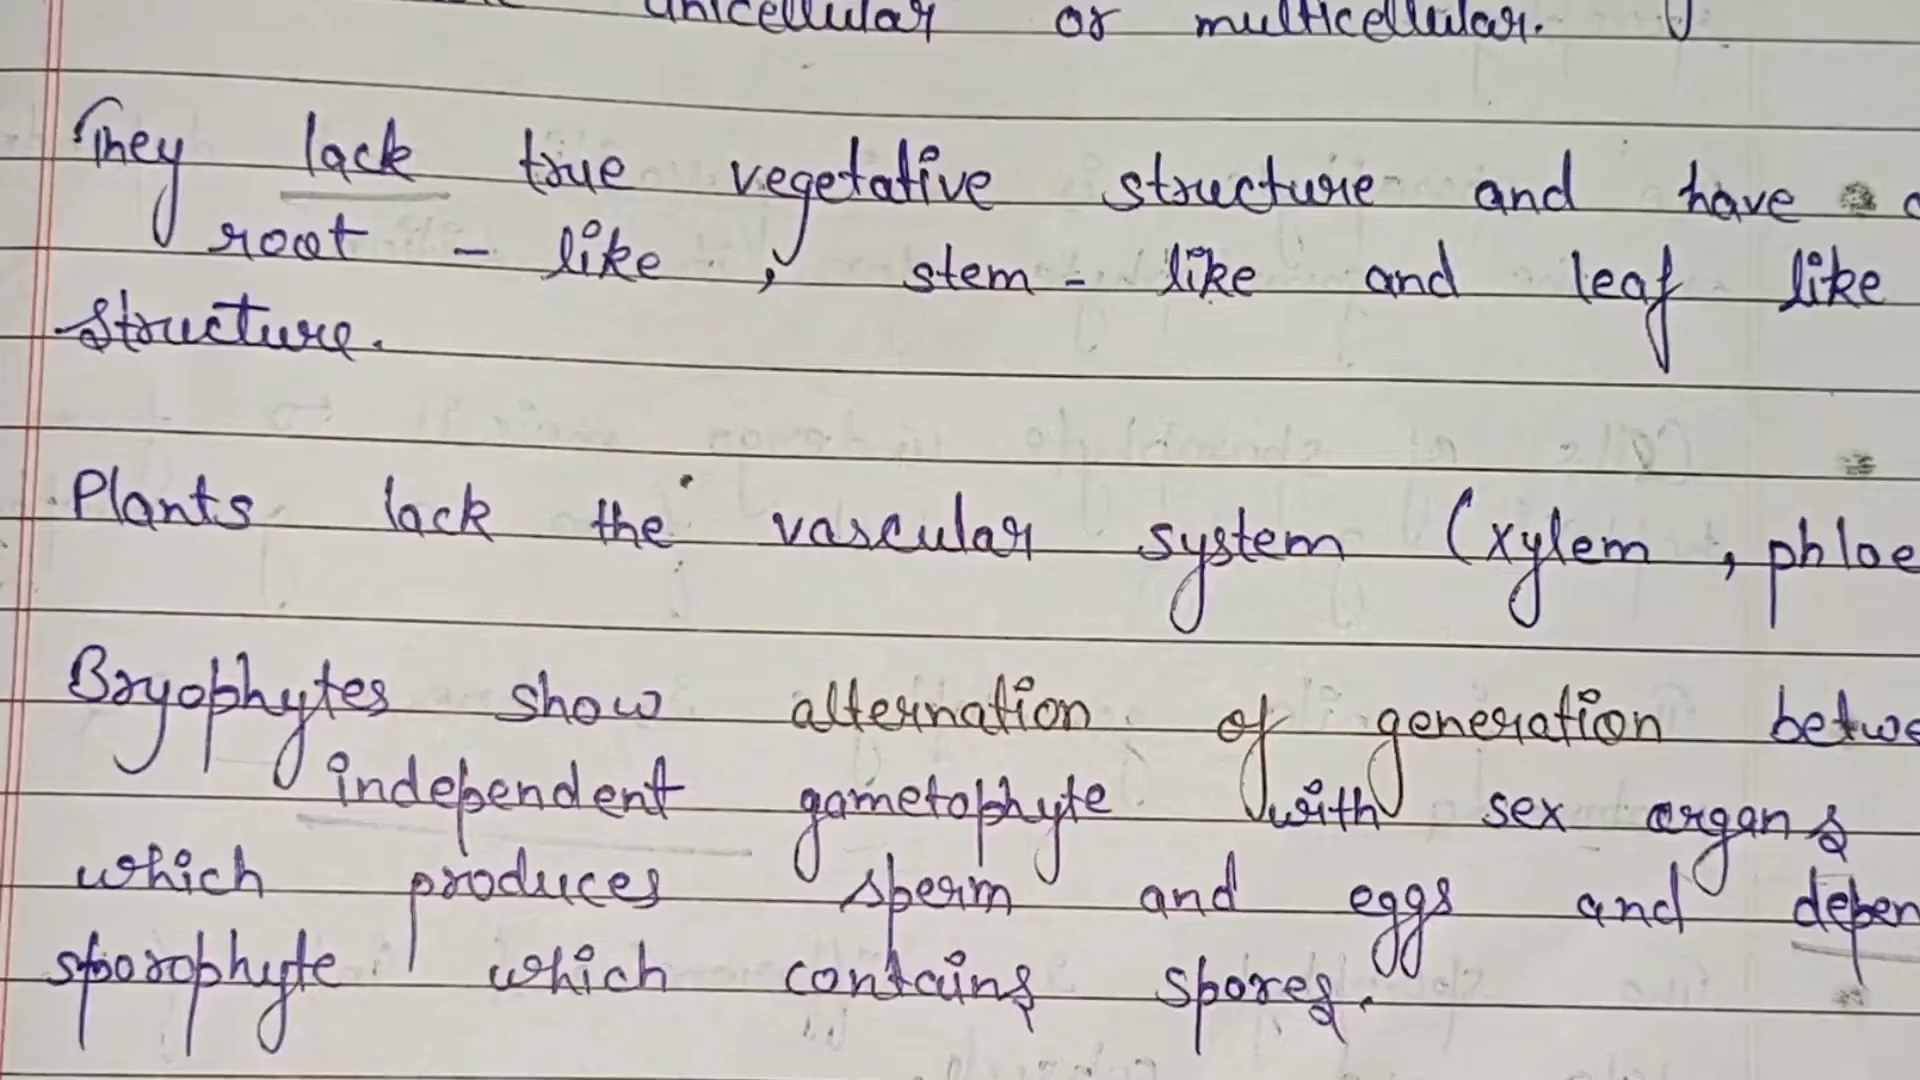 unicellular or multicellular.
They lack true vegetative structure and have
root - like , stem - like and leaf like
structure.
Plants lack the vascular system (xylem , phloe
Bryophytes show alternation of generation betwe
independent gametophyte with sex organs
which produces sperm and eggs and depen
sporophyte which contains spores.